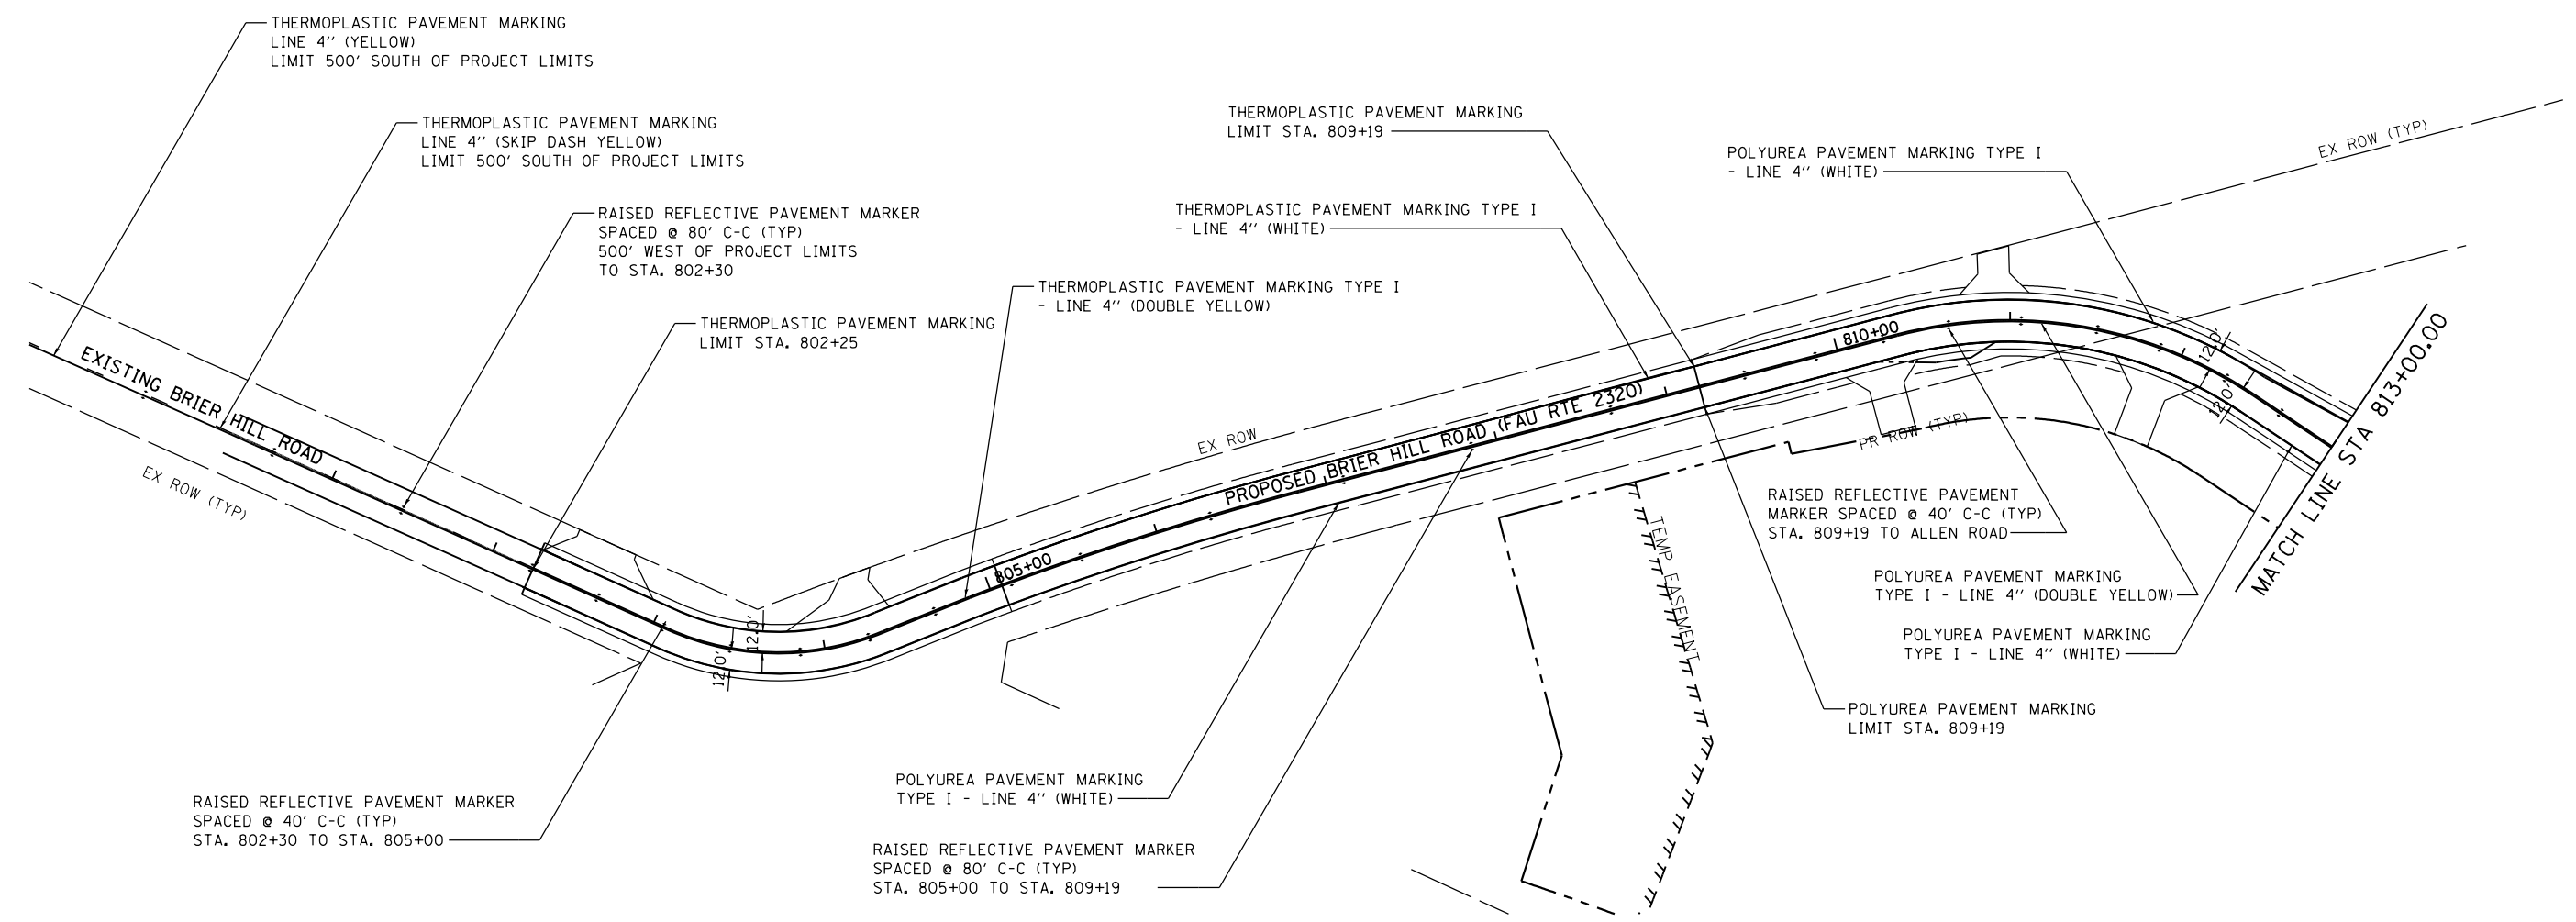 THERMOPLASTIC PAVEMENT MARKING
LINE 4'' (YELLOW)
LIMIT 500' SOUTH OF PROJECT LIMITS
THERMOPLASTIC PAVEMENT MARKING
LINE 4'' (SKIP DASH YELLOW)
LIMIT 500' SOUTH OF PROJECT LIMITS
RAISED REFLECTIVE PAVEMENT MARKER
SPACED @ 80' C-C (TYP)
500' WEST OF PROJECT LIMITS
TO STA. 802+30
THERMOPLASTIC PAVEMENT MARKING
LIMIT STA. 802+25
THERMOPLASTIC PAVEMENT MARKING TYPE I
- LINE 4'' (DOUBLE YELLOW)
THERMOPLASTIC PAVEMENT MARKING TYPE I
- LINE 4'' (WHITE)
THERMOPLASTIC PAVEMENT MARKING
LIMIT STA. 809+19
POLYUREA PAVEMENT MARKING TYPE I
- LINE 4'' (WHITE)
EX ROW (TYP)
EXISTING BRIER HILL ROAD
EX ROW (TYP)
12.0'
12.0'
805+00
EX ROW
PROPOSED BRIER HILL ROAD (FAU RTE 2320)
810+00
PR ROW (TYP)
12.0'
12.0'
MATCH LINE STA 813+00.00
TEMP EASEMENT
RAISED REFLECTIVE PAVEMENT
MARKER SPACED @ 40' C-C (TYP)
STA. 809+19 TO ALLEN ROAD
POLYUREA PAVEMENT MARKING
TYPE I - LINE 4'' (DOUBLE YELLOW)
POLYUREA PAVEMENT MARKING
TYPE I - LINE 4'' (WHITE)
POLYUREA PAVEMENT MARKING
LIMIT STA. 809+19
POLYUREA PAVEMENT MARKING
TYPE I - LINE 4'' (WHITE)
RAISED REFLECTIVE PAVEMENT MARKER
SPACED @ 40' C-C (TYP)
STA. 802+30 TO STA. 805+00
RAISED REFLECTIVE PAVEMENT MARKER
SPACED @ 80' C-C (TYP)
STA. 805+00 TO STA. 809+19